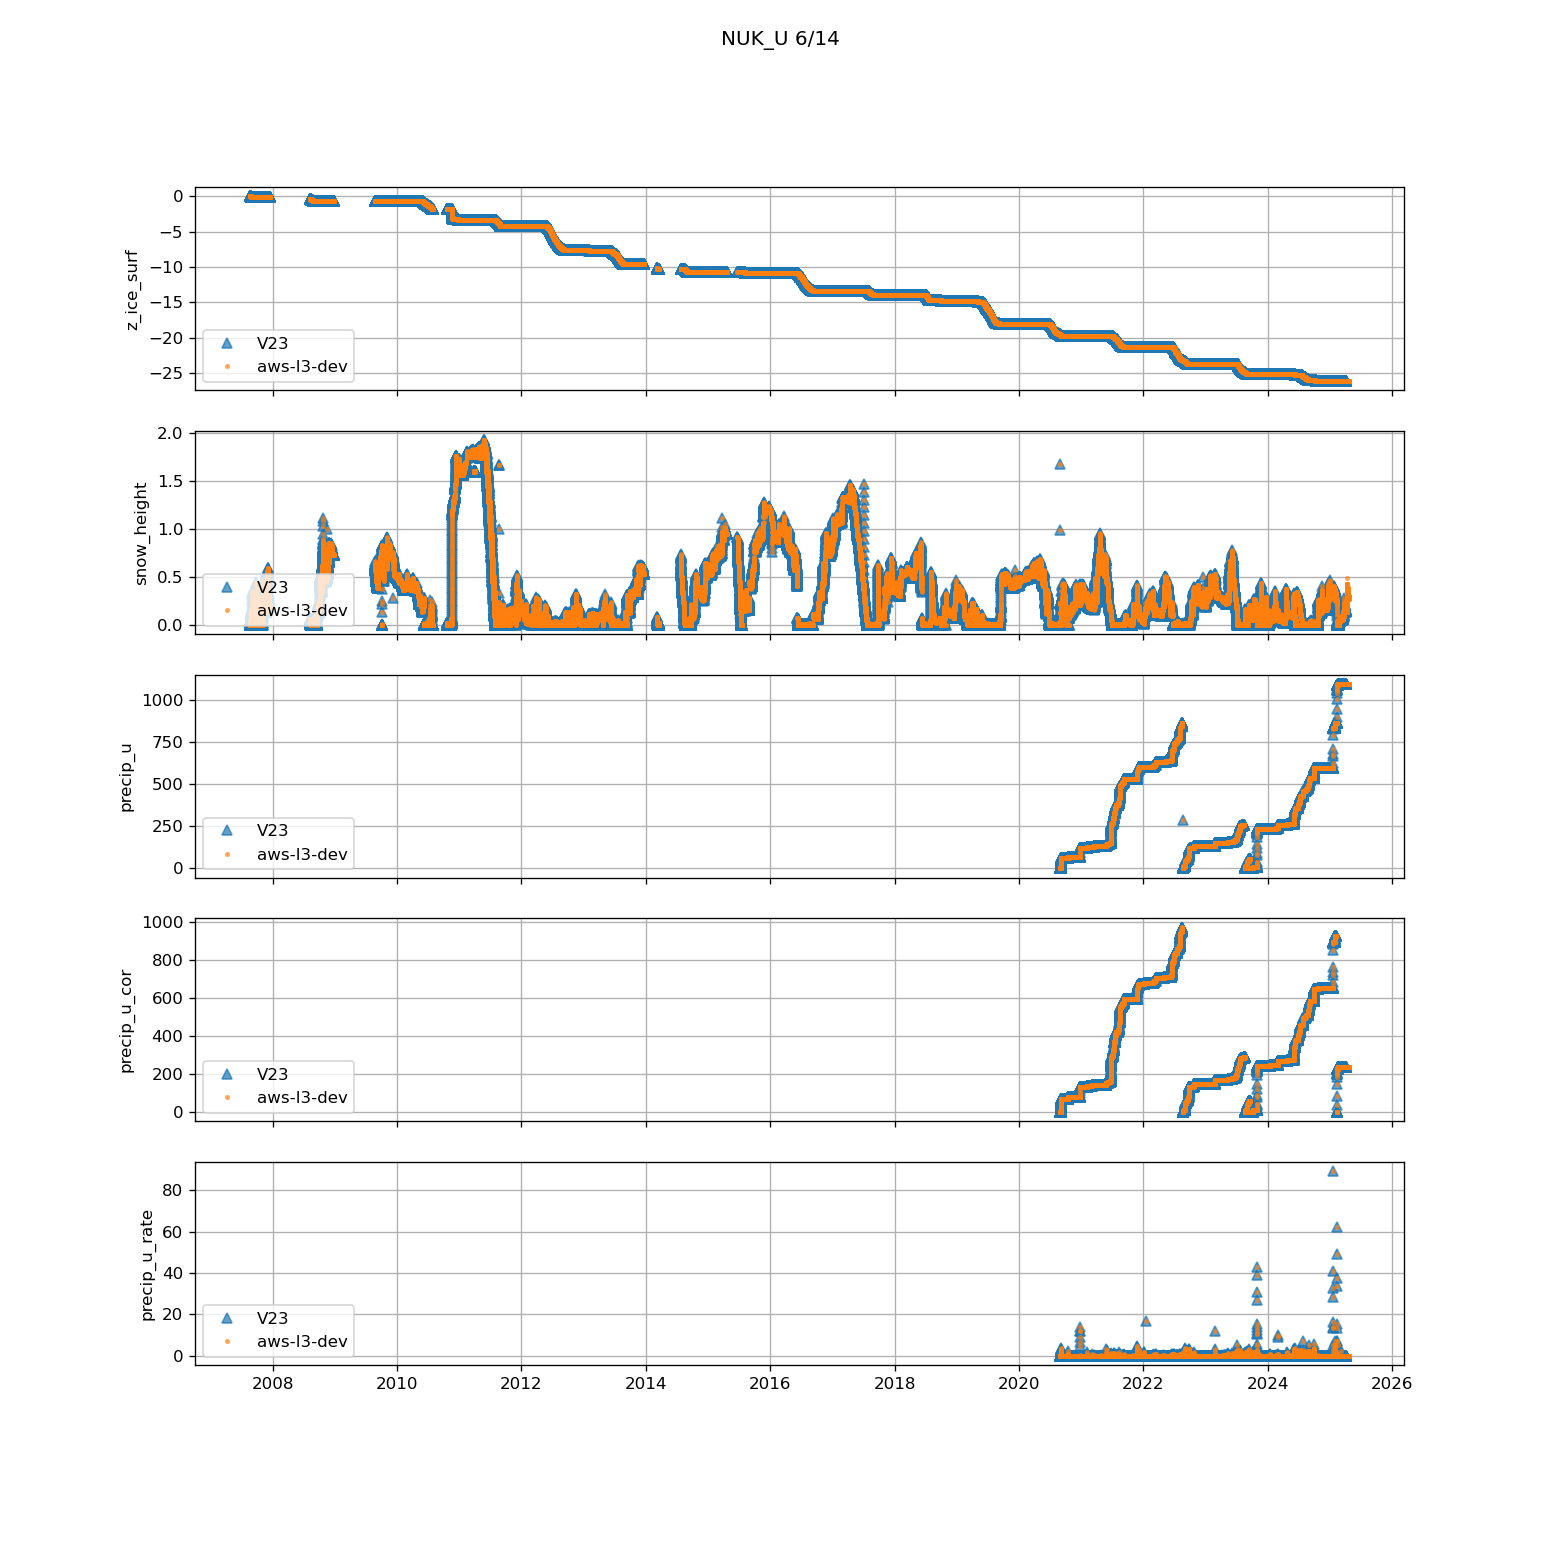 NUK_U 6/14
z_ice_surf
0
−5
−10
−15
−20
−25
V23
aws-l3-dev
snow_height
2.0
1.5
1.0
0.5
0.0
V23
aws-l3-dev
precip_u
1000
750
500
250
0
V23
aws-l3-dev
precip_u_cor
1000
800
600
400
200
0
V23
aws-l3-dev
precip_u_rate
80
60
40
20
0
V23
aws-l3-dev
2008 2010 2012 2014 2016 2018 2020 2022 2024 2026